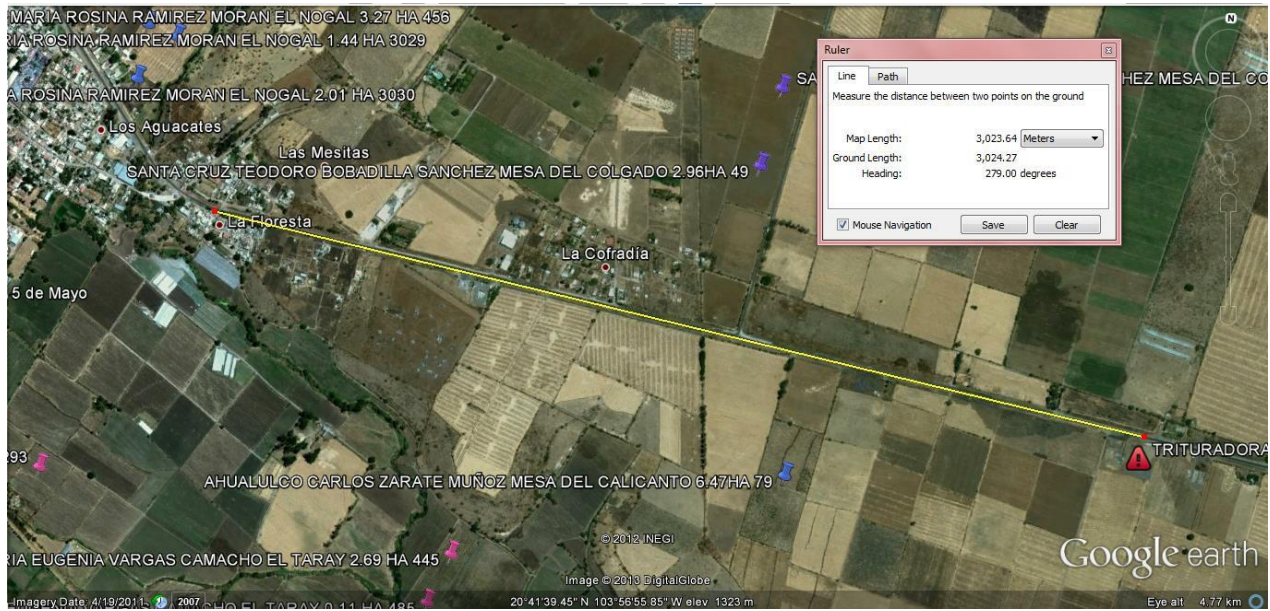 MARIA ROSINA RAMIREZ MORAN EL NOGAL 3.27 HA 456
RIA ROSINA RAMIREZ MORAN EL NOGAL 1.44 HA 3029
A ROSINA RAMIREZ MORAN EL NOGAL 2.01 HA 3030
Los Aguacates
Las Mesitas
SANTA CRUZ TEODORO BOBADILLA SANCHEZ MESA DEL COLGADO 2.96HA 49
La Floresta
La Cofradía
5 de Mayo
SA
HEZ MESA DEL CO
N
Ruler
Line Path
Measure the distance between two points on the ground
Map Length: 3,023.64 Meters
Ground Length: 3,024.27
Heading: 279.00 degrees
Mouse Navigation Save Clear
TRITURADORA
293
AHUALULCO CARLOS ZARATE MUÑOZ MESA DEL CALICANTO 6.47HA 79
© 2012 INEGI
RIA EUGENIA VARGAS CAMACHO EL TARAY 2.69 HA 445
Google earth
Image © 2013 DigitalGlobe
CHO EL TARAY 0.11 HA 485
Imagery Date: 4/19/2011 2007 20°41'39.45" N 103°56'55.85" W elev 1323 m Eye alt 4.77 km